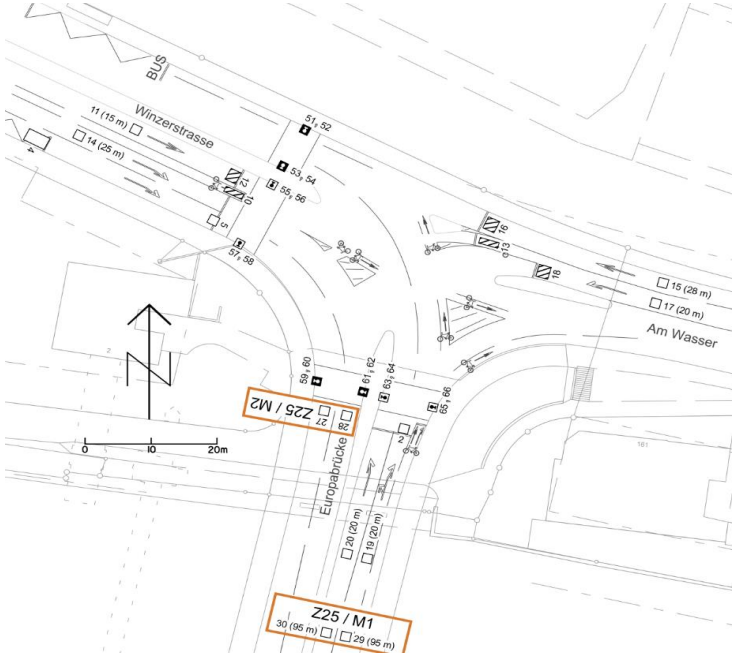 BUS
51, 52
Winzerstrasse
11 (15 m)
14 (25 m)
4
12
10
53, 54
55, 56
5
57, 58
16
13
18
15 (28 m)
17 (20 m)
Am Wasser
2
59, 60
61, 62
63, 64
65, 66
Z25 / M2
27
28
2
161
0 10 20m
Europabrücke
20 (20 m)
19 (20 m)
Z25 / M1
30 (95 m)
29 (95 m)
N